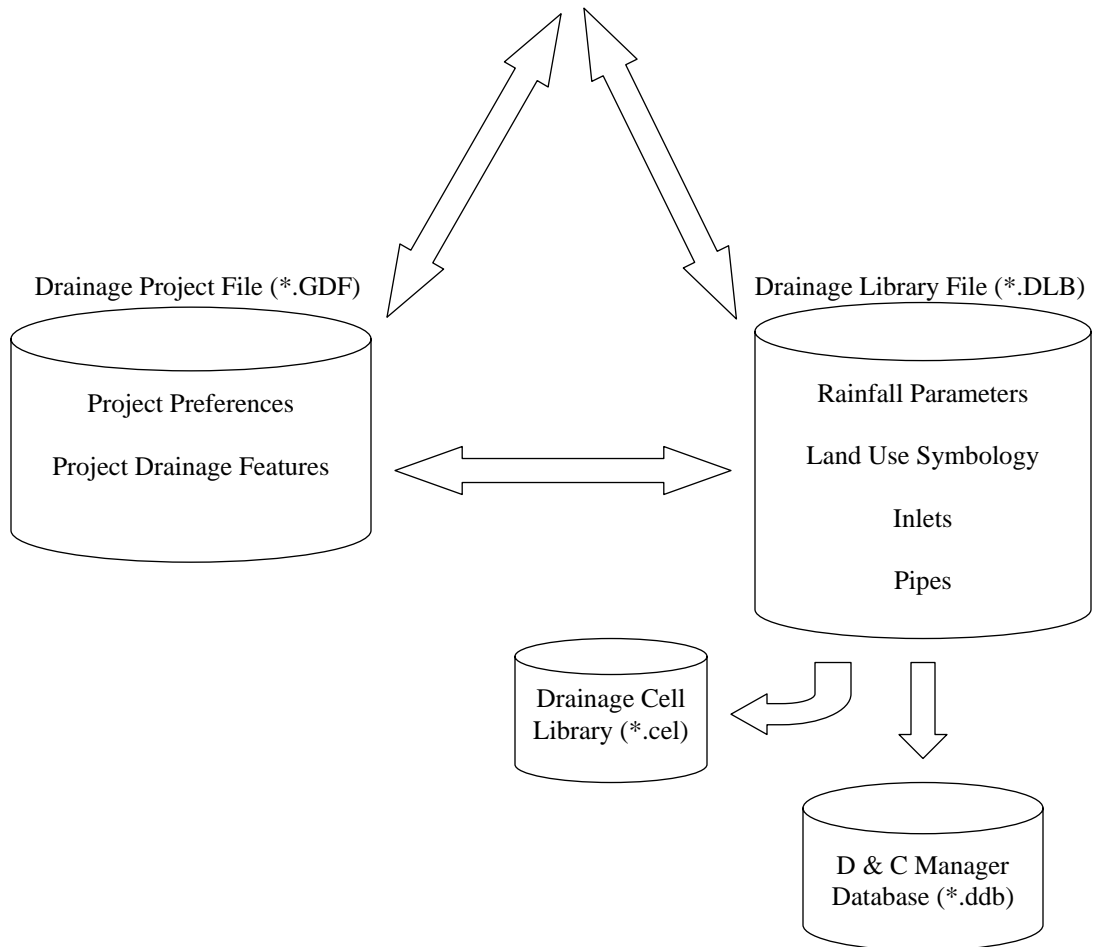 Drainage Project File (*.GDF)
Project Preferences
Project Drainage Features
Drainage Library File (*.DLB)
Rainfall Parameters
Land Use Symbology
Inlets
Pipes
Drainage Cell
Library (*.cel)
D & C Manager
Database (*.ddb)